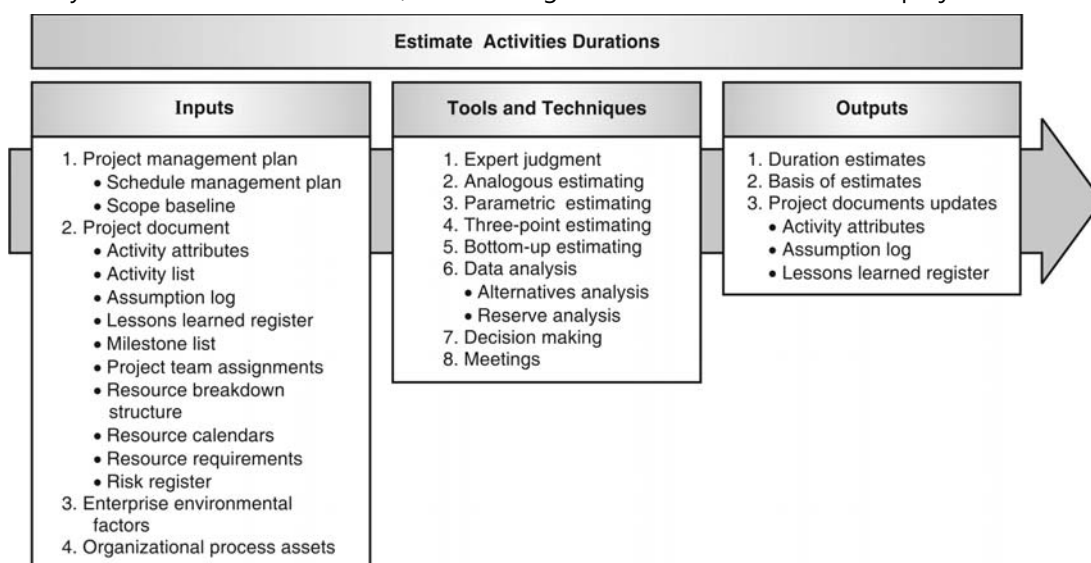 Estimate Activities Durations
Inputs
1. Project management plan
• Schedule management plan
• Scope baseline
2. Project document
• Activity attributes
• Activity list
• Assumption log
• Lessons learned register
• Milestone list
• Project team assignments
• Resource breakdown
structure
• Resource calendars
• Resource requirements
• Risk register
3. Enterprise environmental
factors
4. Organizational process assets
Tools and Techniques
1. Expert judgment
2. Analogous estimating
3. Parametric estimating
4. Three-point estimating
5. Bottom-up estimating
6. Data analysis
• Alternatives analysis
• Reserve analysis
7. Decision making
8. Meetings
Outputs
1. Duration estimates
2. Basis of estimates
3. Project documents updates
• Activity attributes
• Assumption log
• Lessons learned register